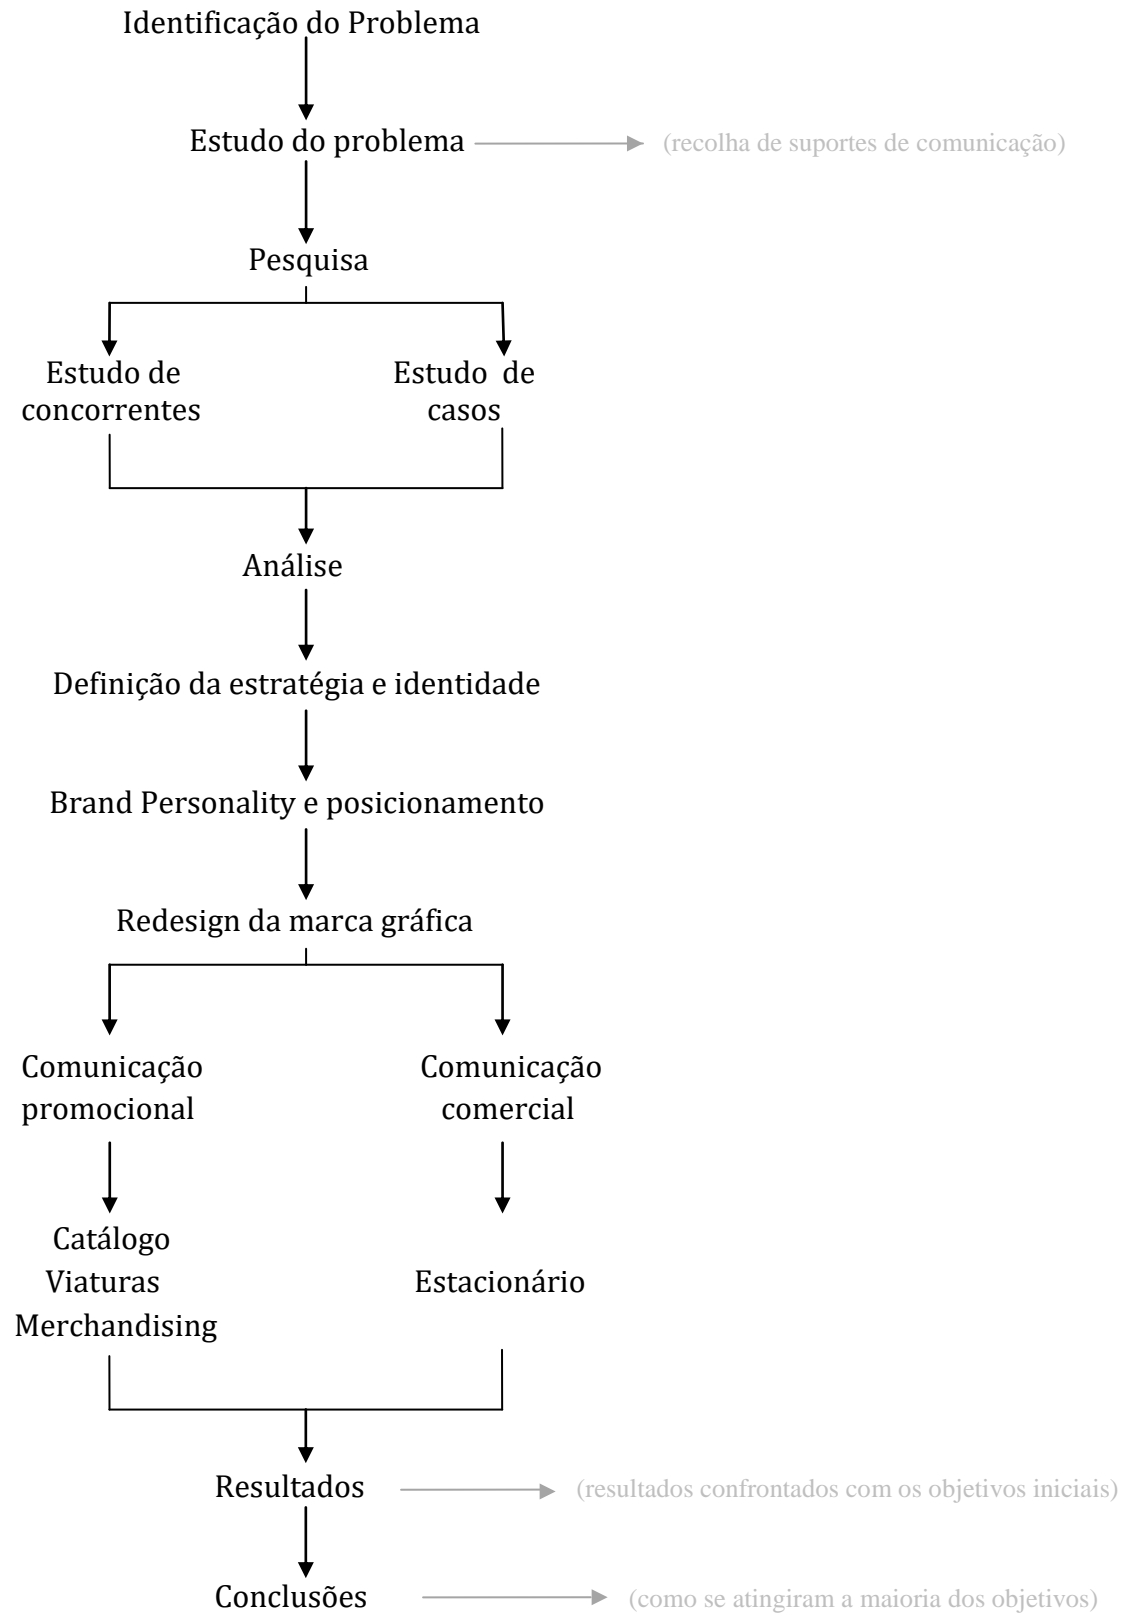 Identificação do Problema
Estudo do problema
(recolha de suportes de comunicação)
Pesquisa
Estudo de
concorrentes
Estudo de
casos
Análise
Definição da estratégia e identidade
Brand Personality e posicionamento
Redesign da marca gráfica
Comunicação
promocional
Comunicação
comercial
Catálogo
Viaturas
Merchandising
Estacionário
Resultados
(resultados confrontados com os objetivos iniciais)
Conclusões
(como se atingiram a maioria dos objetivos)